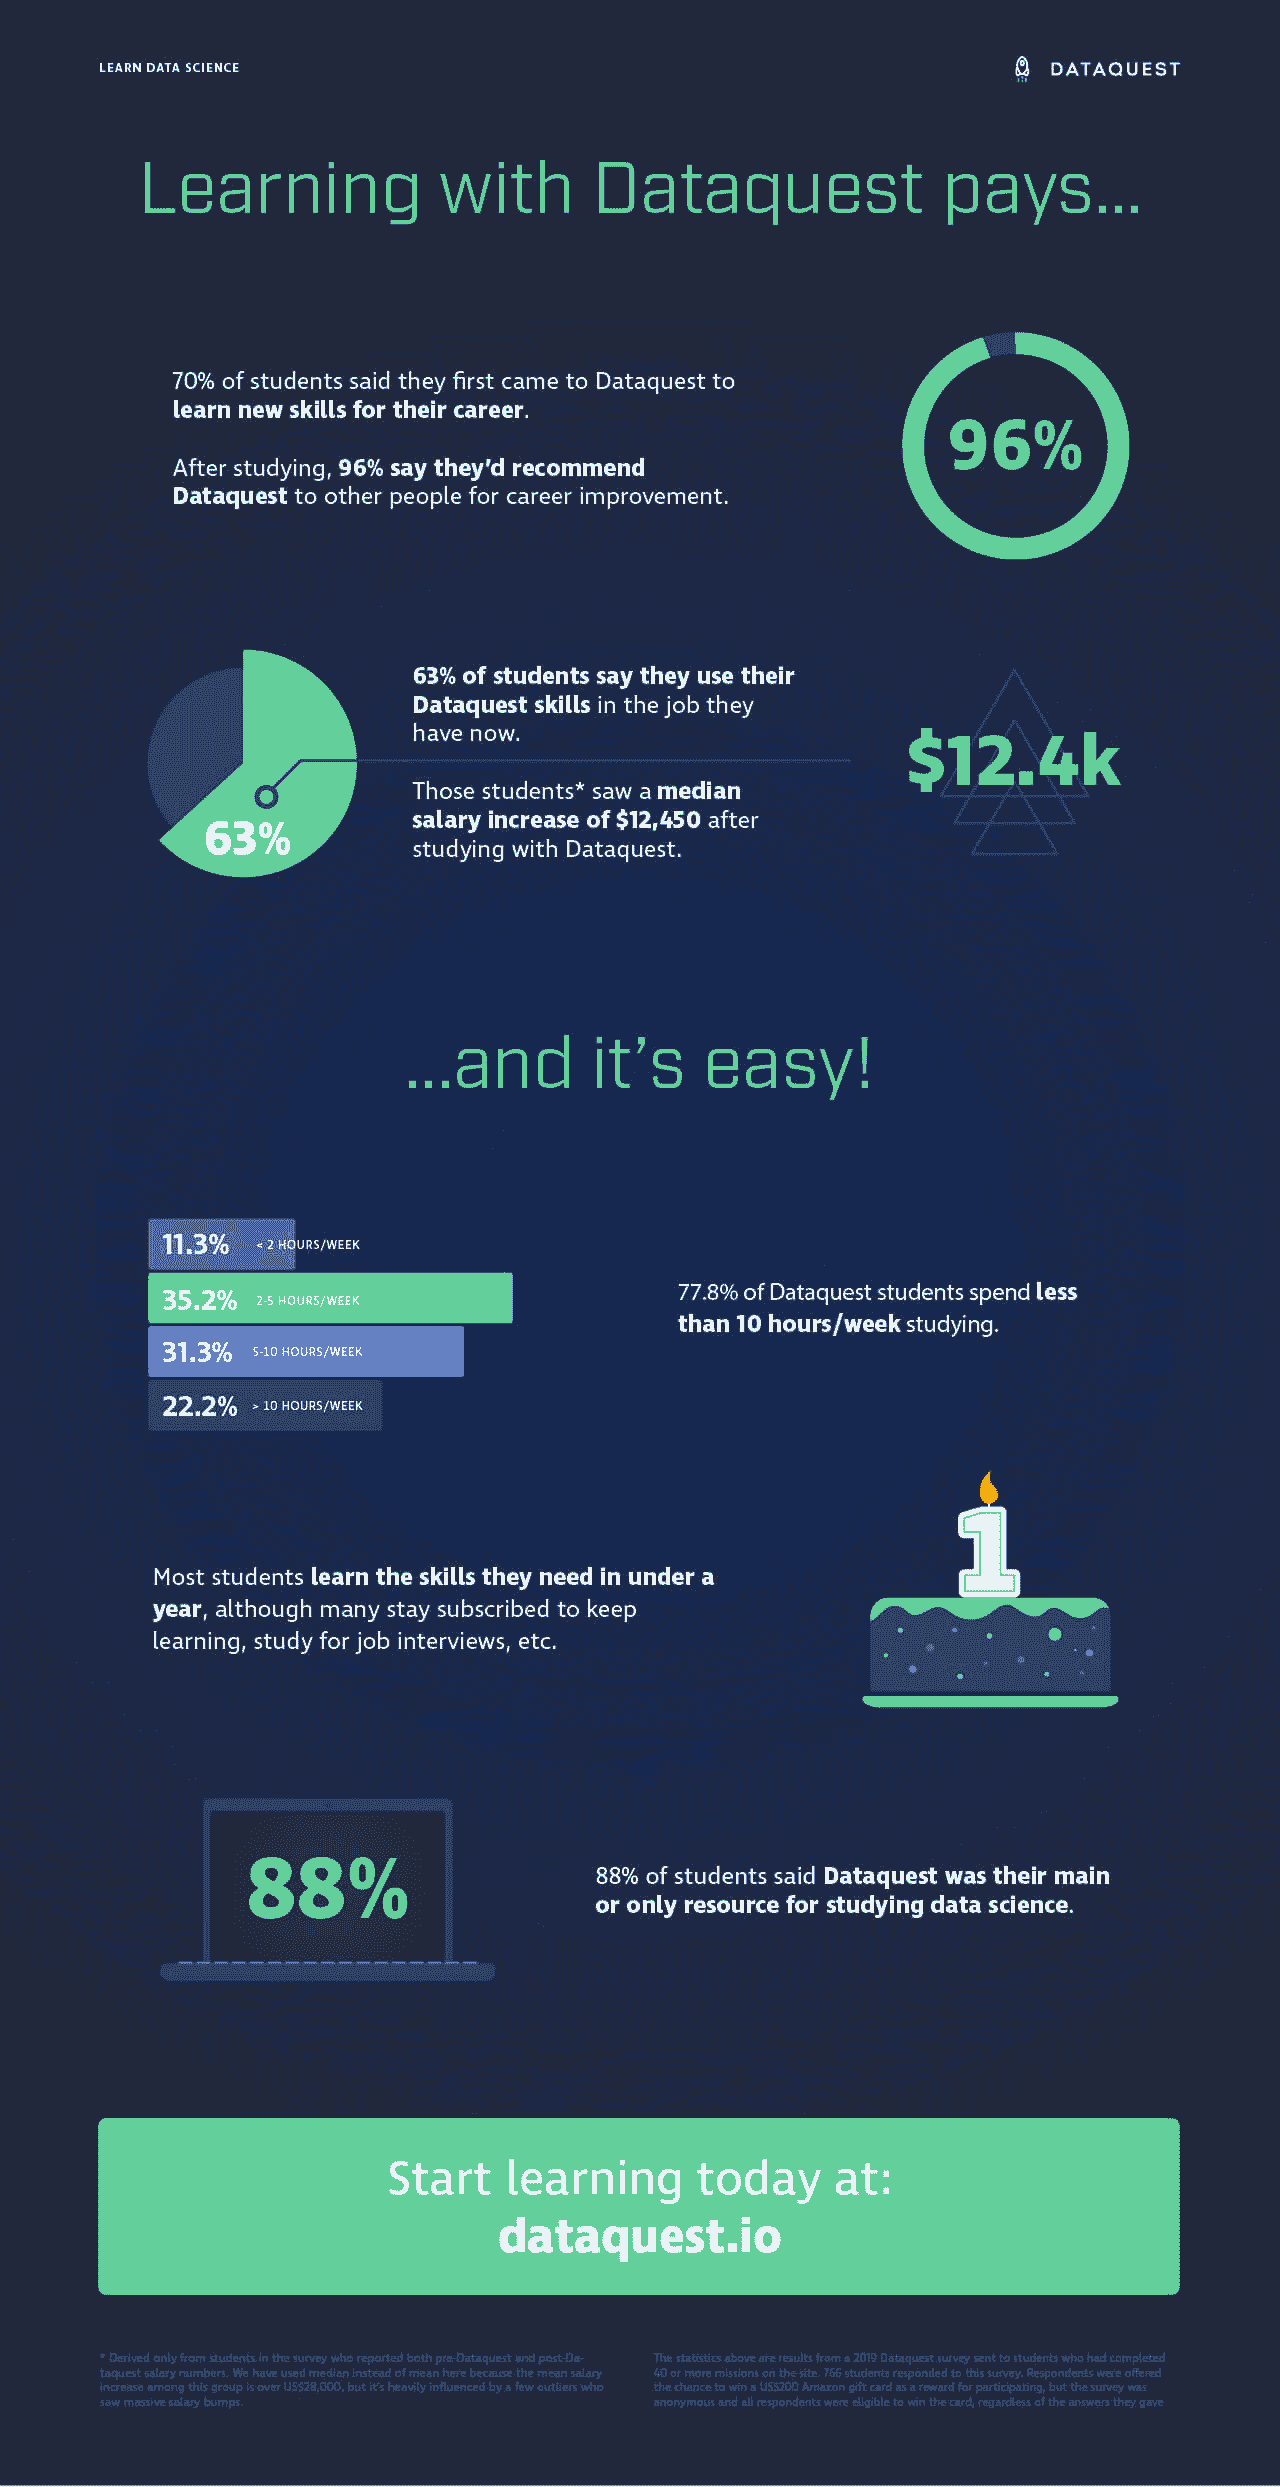 LEARN DATA SCIENCE
DATAQUEST
Learning with Dataquest pays...
70% of students said they first came to Dataquest to
learn new skills for their career.
After studying, 96% say they'd recommend
Dataquest to other people for career improvement.
96%
63%
63% of students say they use their
Dataquest skills in the job they
have now.
Those students* saw a median
salary increase of $12,450 after
studying with Dataquest.
$12.4k
...and it's easy!
11.3% < 2 HOURS/WEEK
35.2% 2-5 HOURS/WEEK
31.3% 5-10 HOURS/WEEK
22.2% > 10 HOURS/WEEK
77.8% of Dataquest students spend less
than 10 hours/week studying.
1
Most students learn the skills they need in under a
year, although many stay subscribed to keep
learning, study for job interviews, etc.
88%
88% of students said Dataquest was their main
or only resource for studying data science.
Start learning today at:
dataquest.io
* Derived only from students in the survey who reported both pre-Dataquest and post-Da-
taquest salary numbers. We have used median instead of mean here because the mean salary
increase among this group is over US$28,000, but it's heavily influenced by a few outliers who
saw massive salary bumps.
The statistics above are results from a 2019 Dataquest survey sent to students who had completed
40 or more missions on the site. 766 students responded to this survey. Respondents were offered
the chance to win a US$200 Amazon gift card as a reward for participating, but the survey was
anonymous and all respondents were eligible to win the card, regardless of the answers they gave